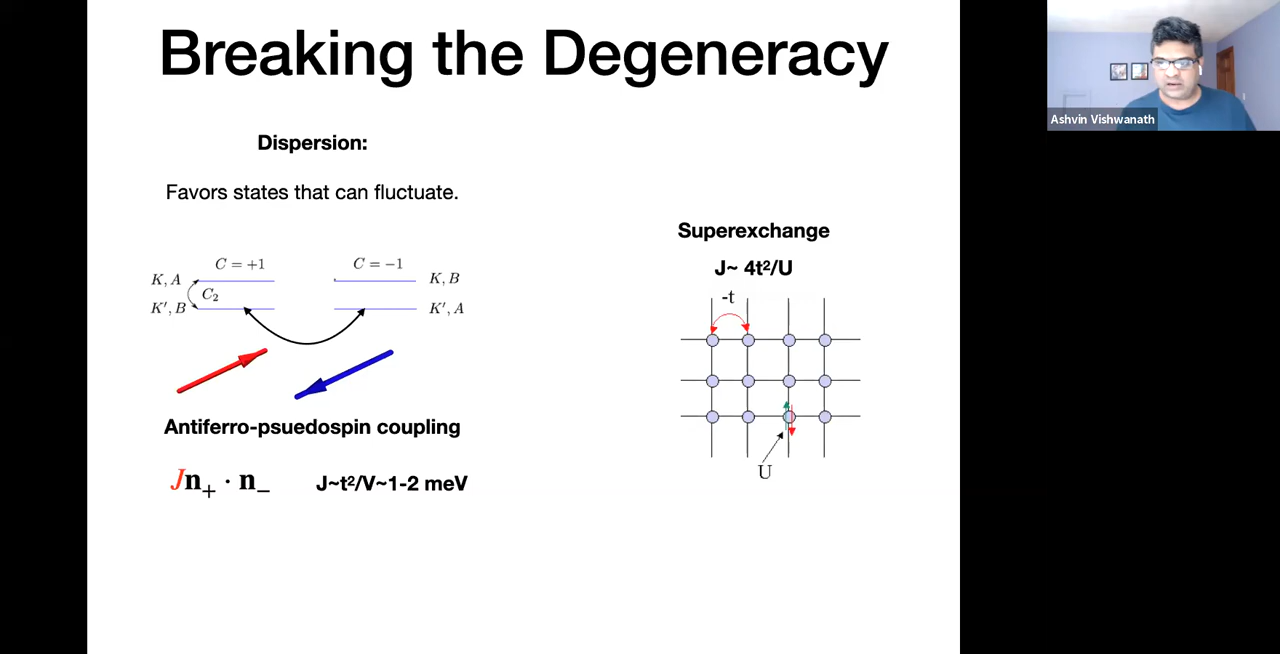 Breaking the Degeneracy
Ashvin Vishwanath
Dispersion:
Favors states that can fluctuate.
C = +1
C = −1
K, A
K, B
C₂
K′, B
K′, A
Antiferro-psuedospin coupling
Jn₊ · n₋
J~t²/V~1-2 meV
Superexchange
J~ 4t²/U
-t
U